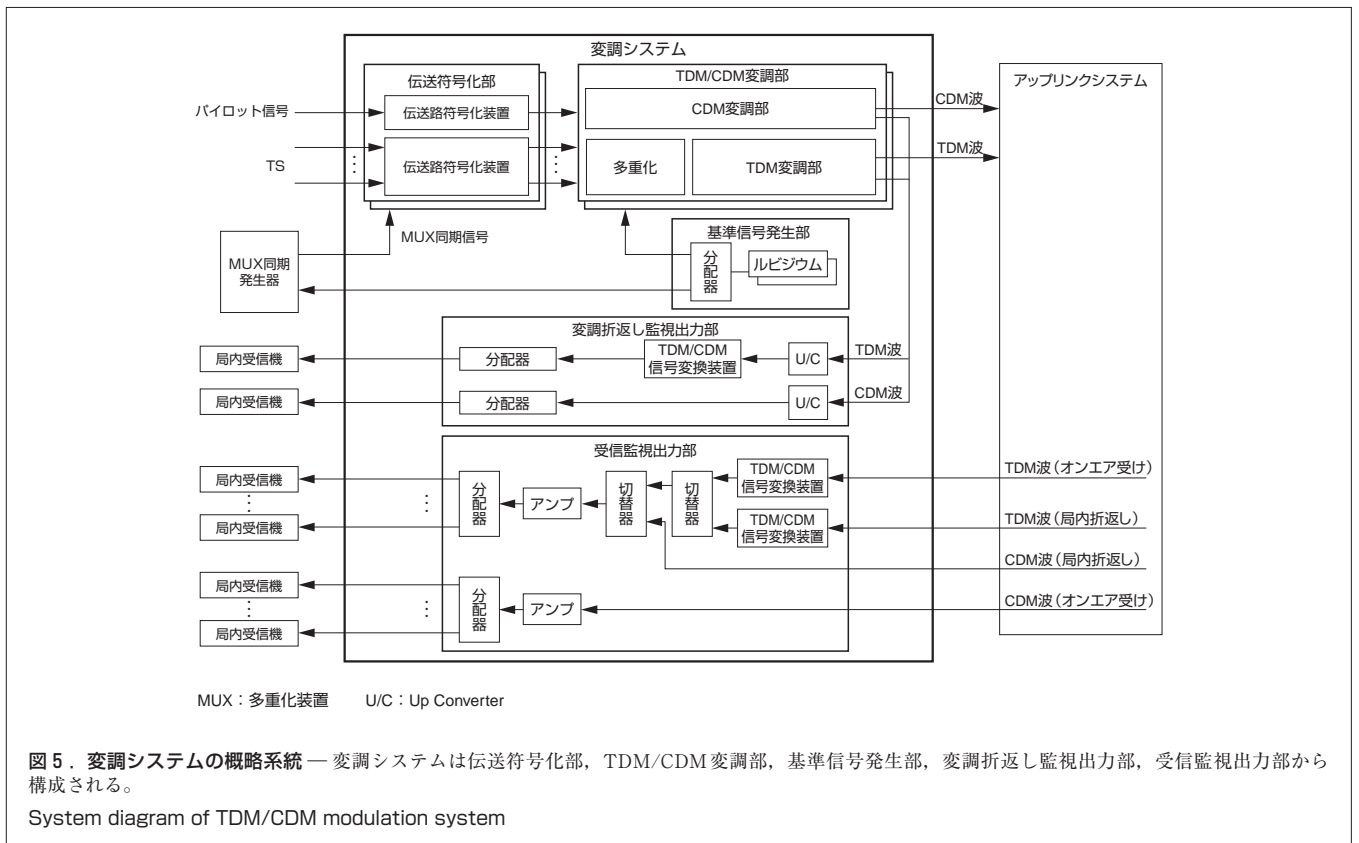 変調システム
伝送符号化部
TDM/CDM変調部
アップリンクシステム
パイロット信号
伝送路符号化装置
CDM変調部
CDM波
TS
伝送路符号化装置
多重化
TDM変調部
TDM波
MUX同期信号
MUX同期
発生器
基準信号発生部
分配器
ルビジウム
変調折返し監視出力部
局内受信機
分配器
TDM/CDM
信号変換装置
U/C
TDM波
局内受信機
分配器
U/C
CDM波
受信監視出力部
局内受信機
局内受信機
分配器
アンプ
切替器
切替器
TDM/CDM
信号変換装置
TDM波(オンエア受け)
TDM/CDM
信号変換装置
TDM波(局内折返し)
CDM波(局内折返し)
局内受信機
局内受信機
分配器
アンプ
CDM波(オンエア受け)
MUX:多重化装置 U/C:Up Converter
図5.変調システムの概略系統 — 変調システムは伝送符号化部,TDM/CDM変調部,基準信号発生部,変調折返し監視出力部,受信監視出力部から
構成される。
System diagram of TDM/CDM modulation system